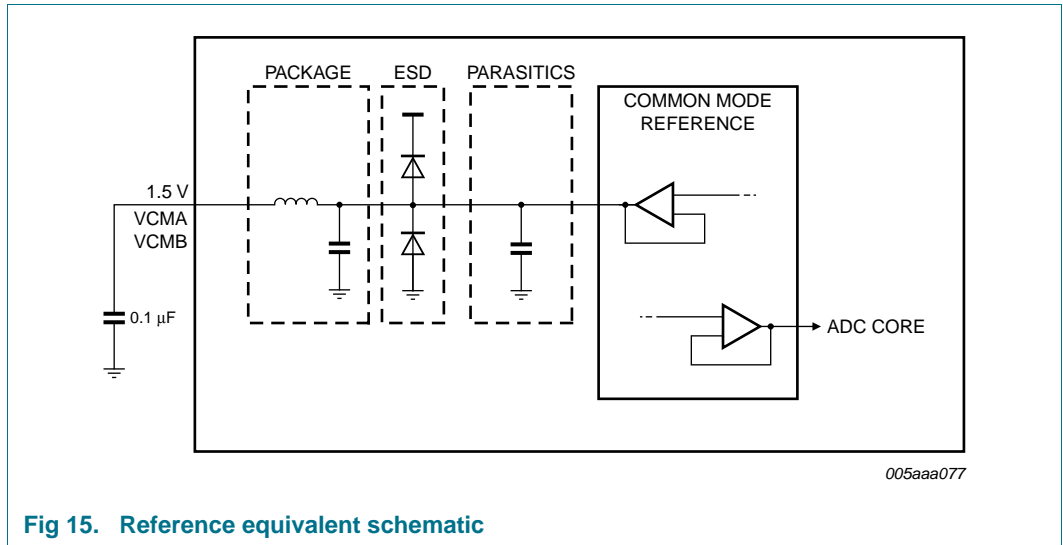 PACKAGE
ESD
PARASITICS
COMMON MODE
REFERENCE
1.5 V
VCMA
VCMB
0.1 μF
ADC CORE
005aaa077
Fig 15. Reference equivalent schematic